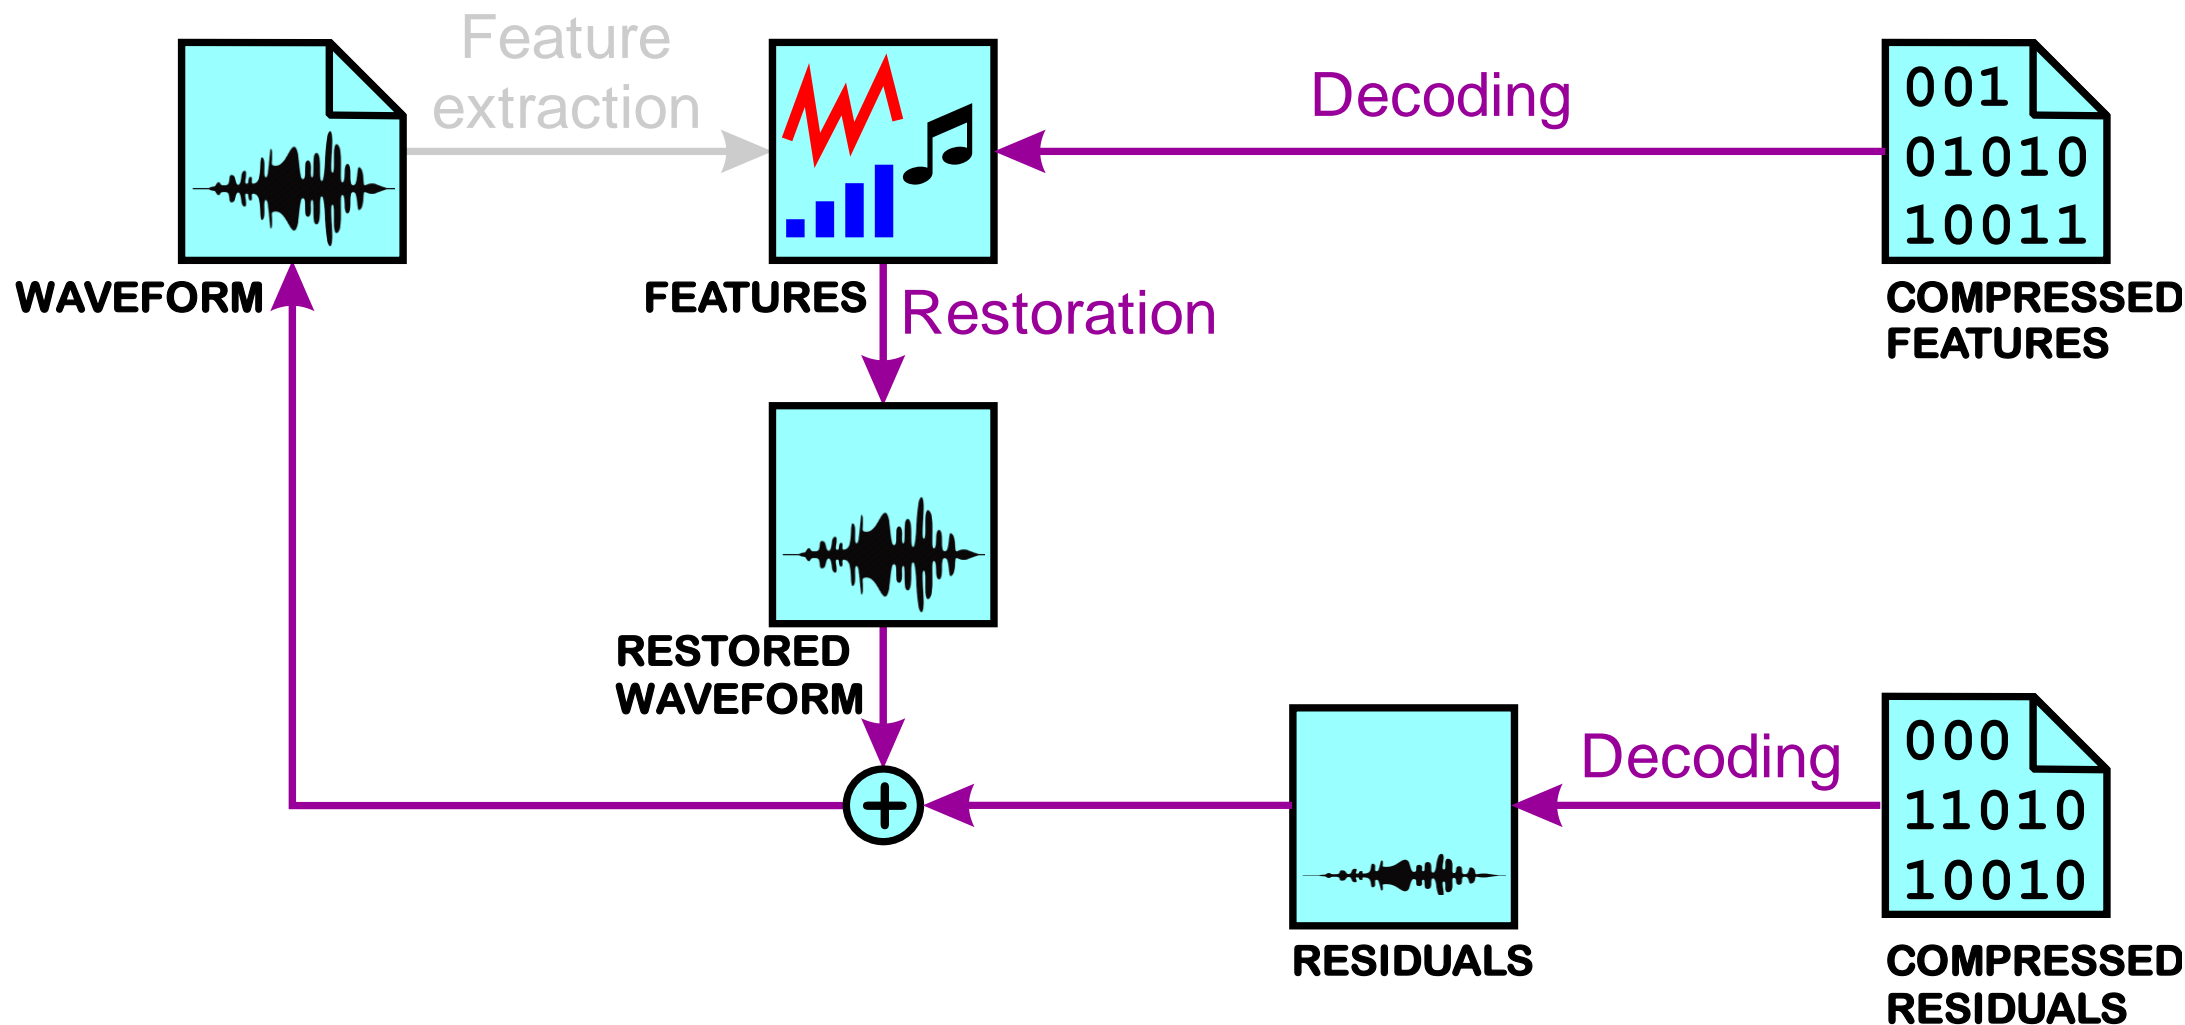 Feature
extraction
Decoding
001
01010
10011
WAVEFORM
FEATURES
Restoration
COMPRESSED
FEATURES
RESTORED
WAVEFORM
+
Decoding
000
11010
10010
RESIDUALS
COMPRESSED
RESIDUALS